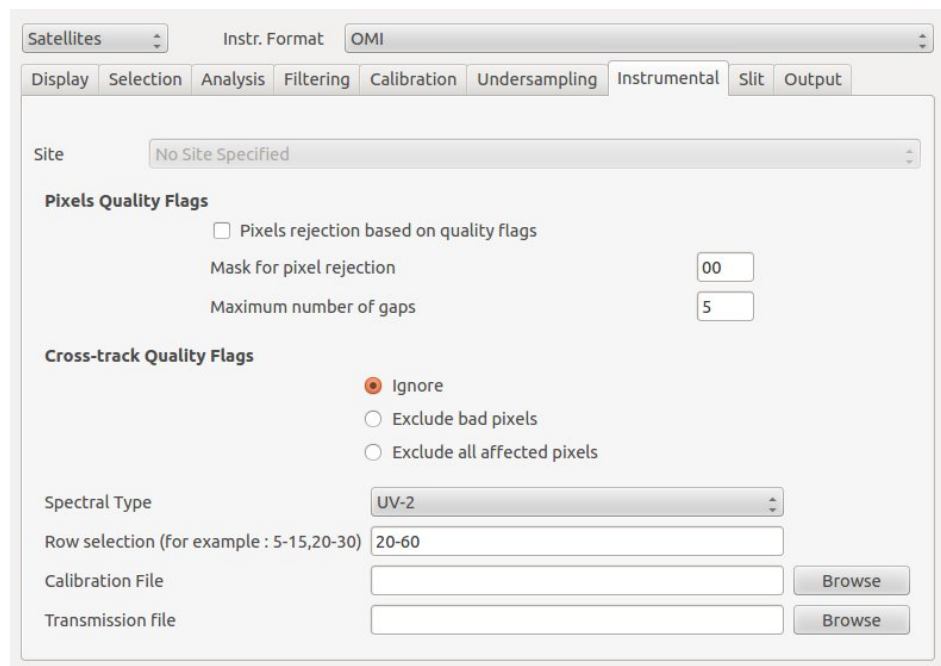 Satellites Instr. Format OMI
Display Selection Analysis Filtering Calibration Undersampling Instrumental Slit Output
Site No Site Specified
Pixels Quality Flags
Pixels rejection based on quality flags
Mask for pixel rejection 00
Maximum number of gaps 5
Cross-track Quality Flags
Ignore
Exclude bad pixels
Exclude all affected pixels
Spectral Type UV-2
Row selection (for example : 5-15,20-30) 20-60
Calibration File Browse
Transmission file Browse